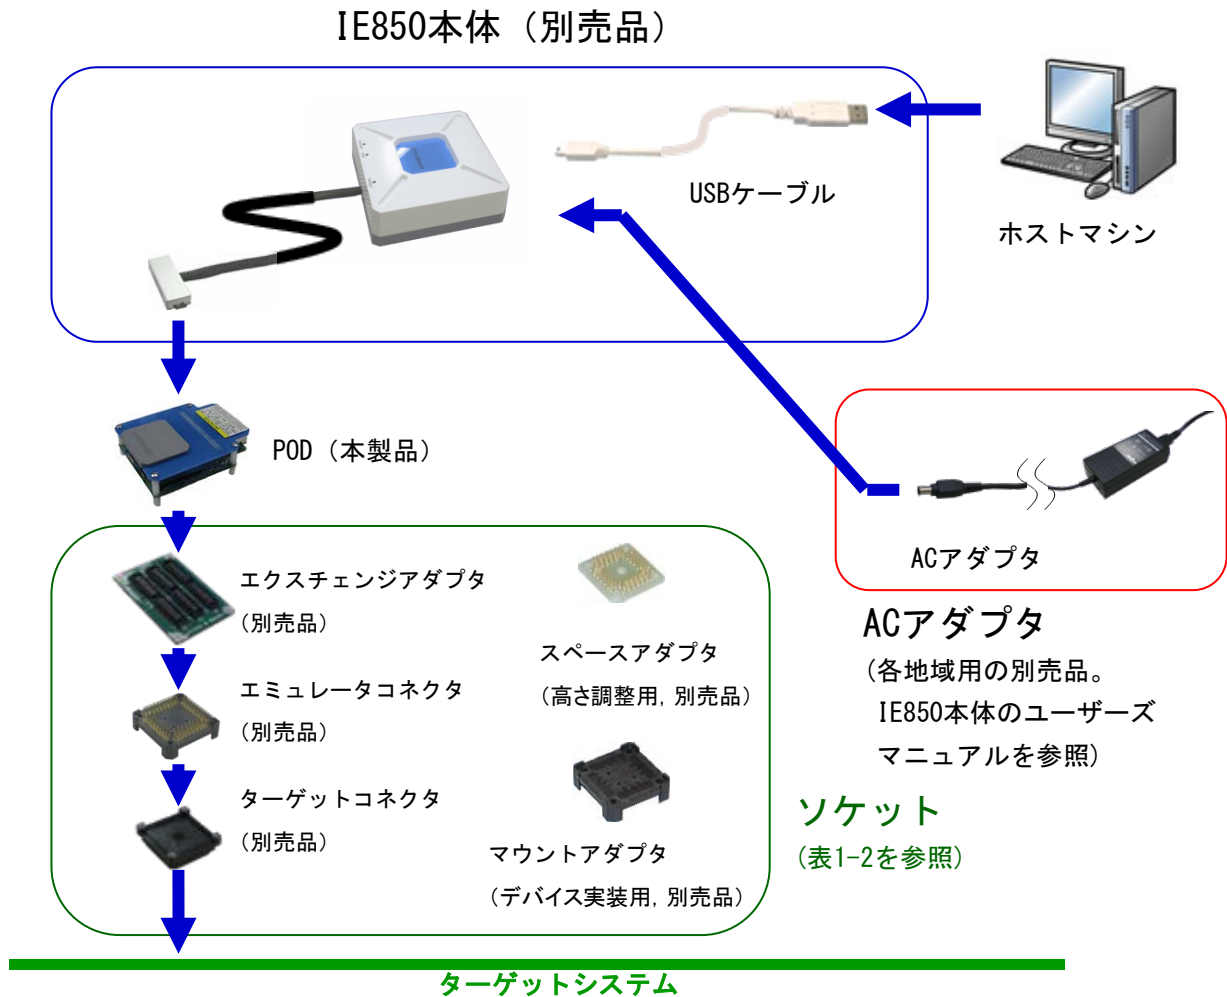 IE850本体（別売品）
USBケーブル
ホストマシン
POD（本製品）
ACアダプタ
エクスチェンジアダプタ
（別売品）
スペースアダプタ
（高さ調整用，別売品）
エミュレータコネクタ
（別売品）
ターゲットコネクタ
（別売品）
マウントアダプタ
（デバイス実装用，別売品）
ACアダプタ
（各地域用の別売品。
IE850本体のユーザーズ
マニュアルを参照）
ソケット
（表1-2を参照）
ターゲットシステム